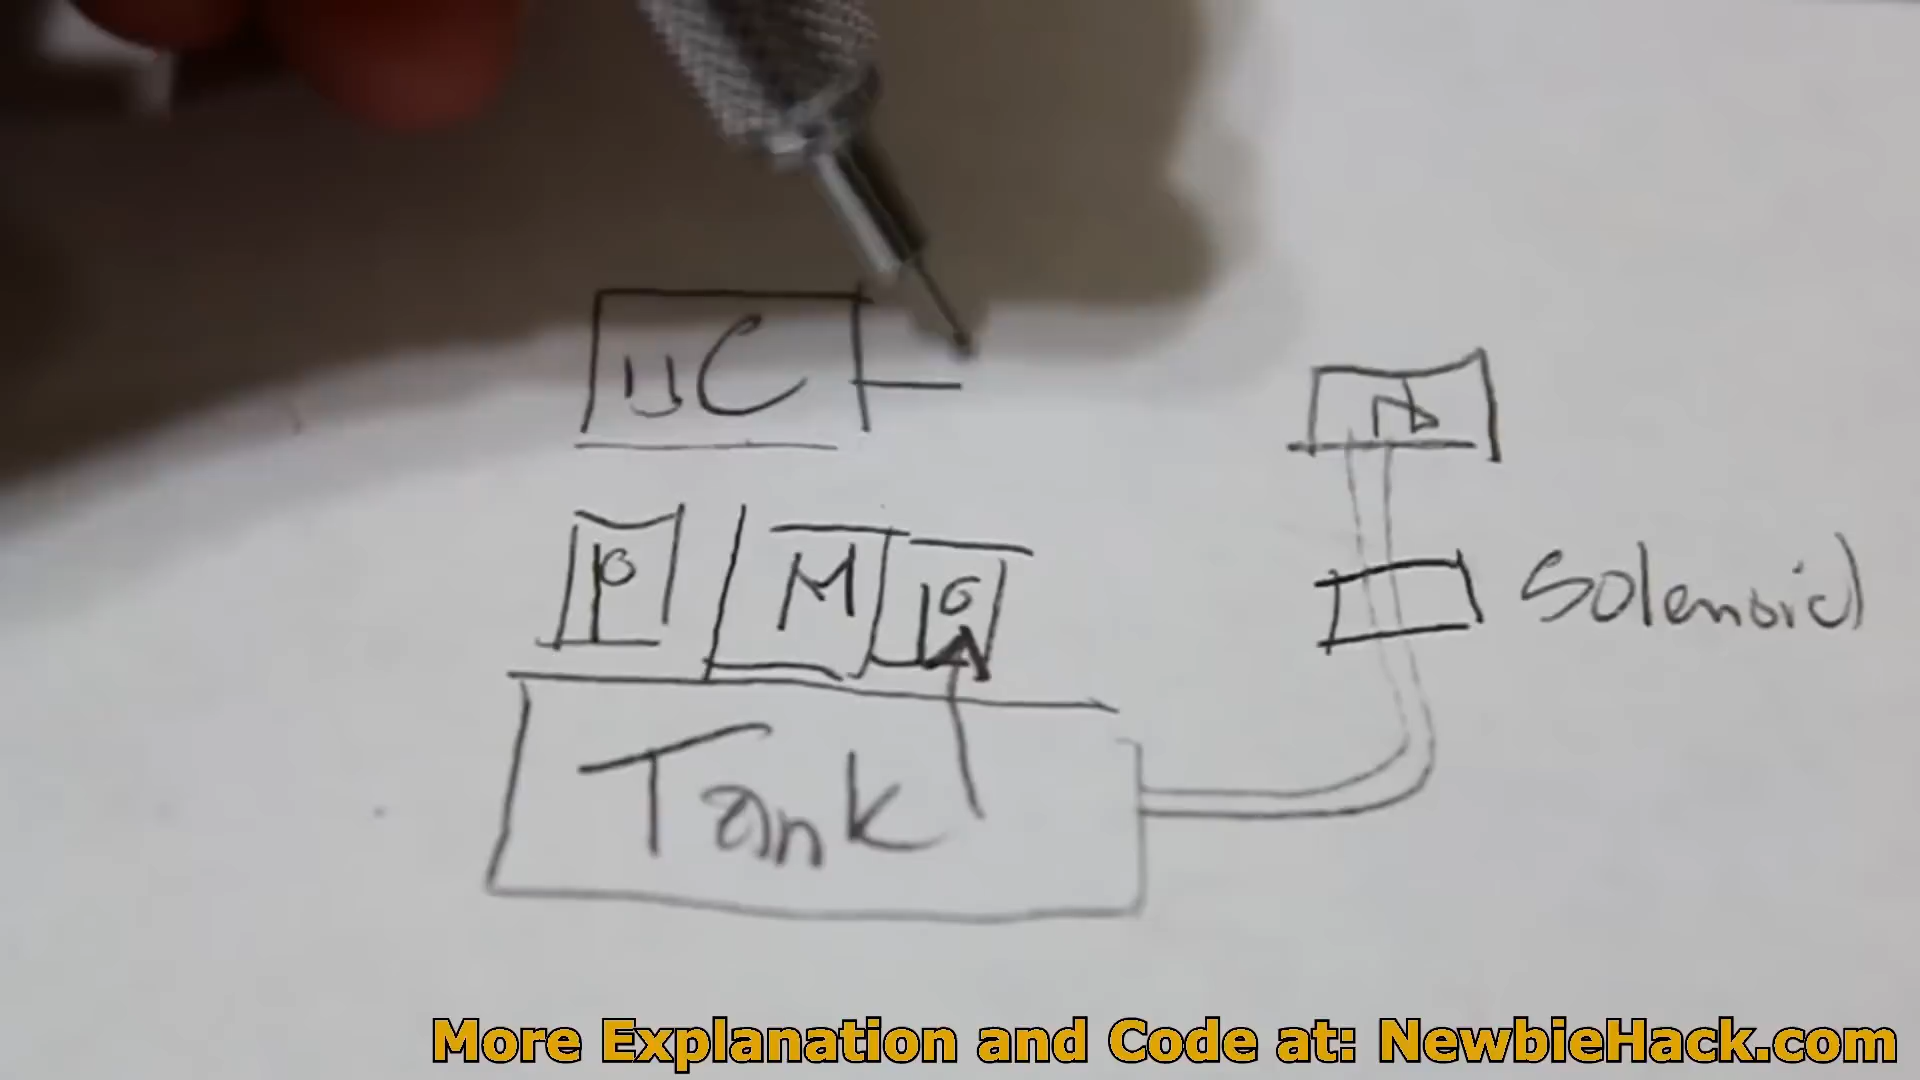 uC
P
M
Solenoid
Tank
More Explanation and Code at: NewbieHack.com